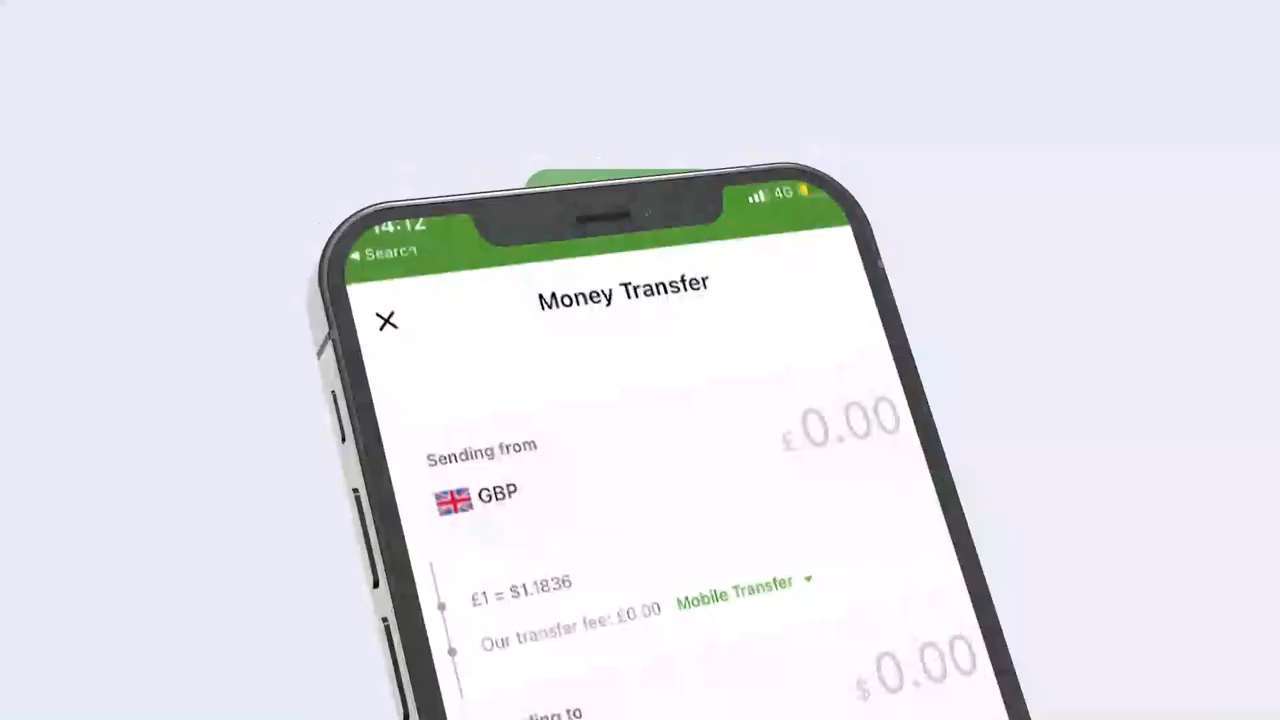 14:12
4G
Search
Money Transfer
£0.00
Sending from
GBP
£1 = $1.1836
Our transfer fee: £0.00 Mobile Transfer
$0.00
to